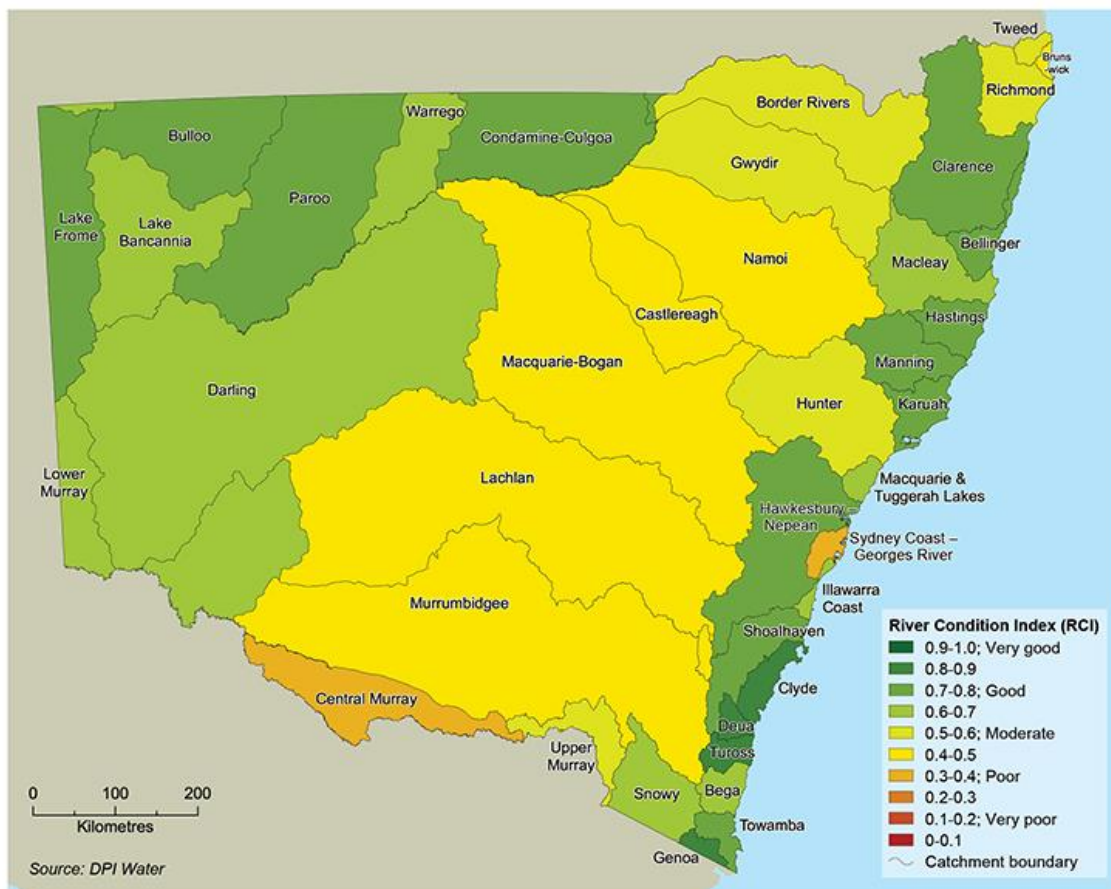 Tweed
Bruns
-wick
Richmond
Border Rivers
Warrego
Bulloo
Condamine-Culgoa
Gwydir
Clarence
Paroo
Lake
Frome
Lake
Bancannia
Bellinger
Namoi
Macleay
Castlereagh
Hastings
Macquarie-Bogan
Manning
Darling
Hunter
Karuah
Lower
Murray
Lachlan
Macquarie &
Tuggerah Lakes
Hawkesbury –
Nepean
Sydney Coast –
Georges River
Illawarra
Coast
Murrumbidgee
Shoalhaven
Clyde
Central Murray
Deua
Tuross
Upper
Murray
Snowy
Bega
Towamba
Genoa
River Condition Index (RCI)
0.9-1.0; Very good
0.8-0.9
0.7-0.8; Good
0.6-0.7
0.5-0.6; Moderate
0.4-0.5
0.3-0.4; Poor
0.2-0.3
0.1-0.2; Very poor
0-0.1
Catchment boundary
0 100 200
Kilometres
Source: DPI Water